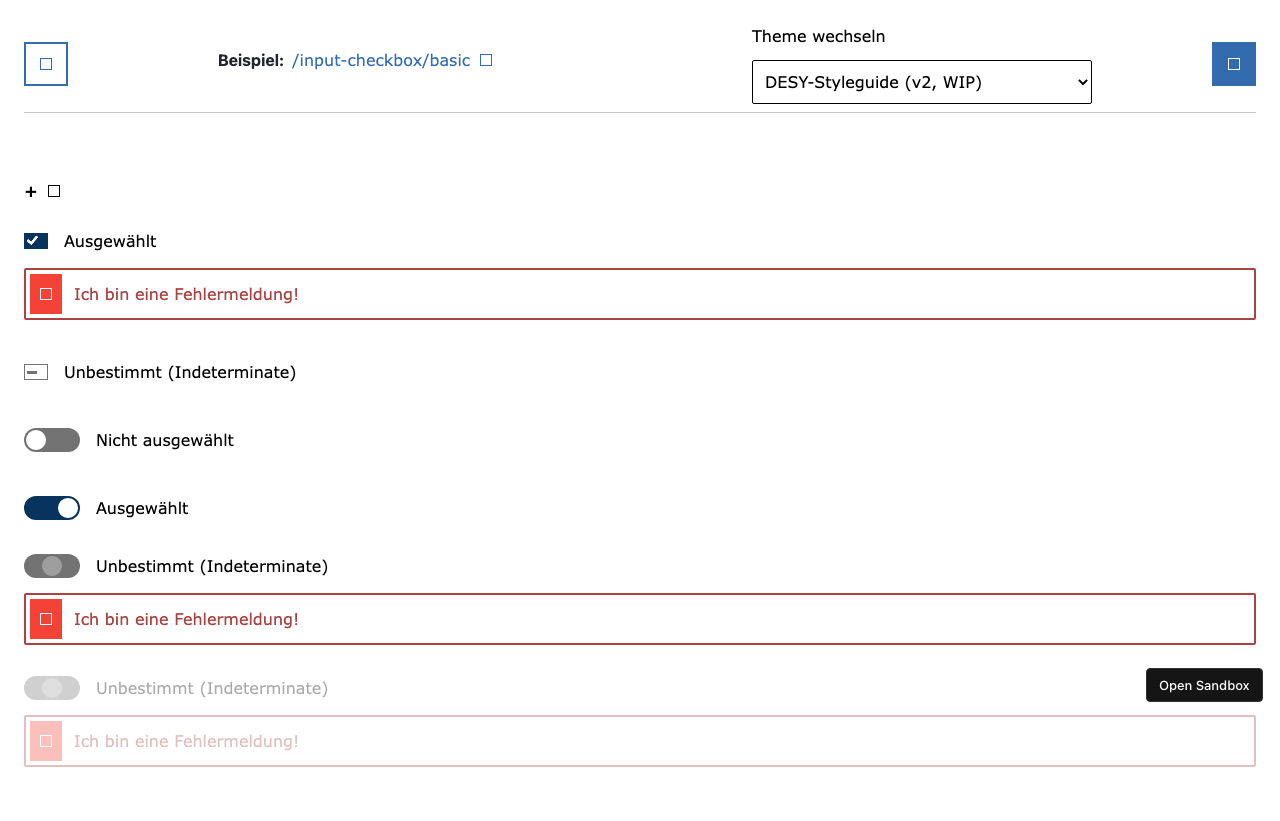 Theme wechseln
Beispiel: /input-checkbox/basic
DESY-Styleguide (v2, WIP)
+
Ausgewählt
Ich bin eine Fehlermeldung!
Unbestimmt (Indeterminate)
Nicht ausgewählt
Ausgewählt
Unbestimmt (Indeterminate)
Ich bin eine Fehlermeldung!
Unbestimmt (Indeterminate)
Open Sandbox
Ich bin eine Fehlermeldung!